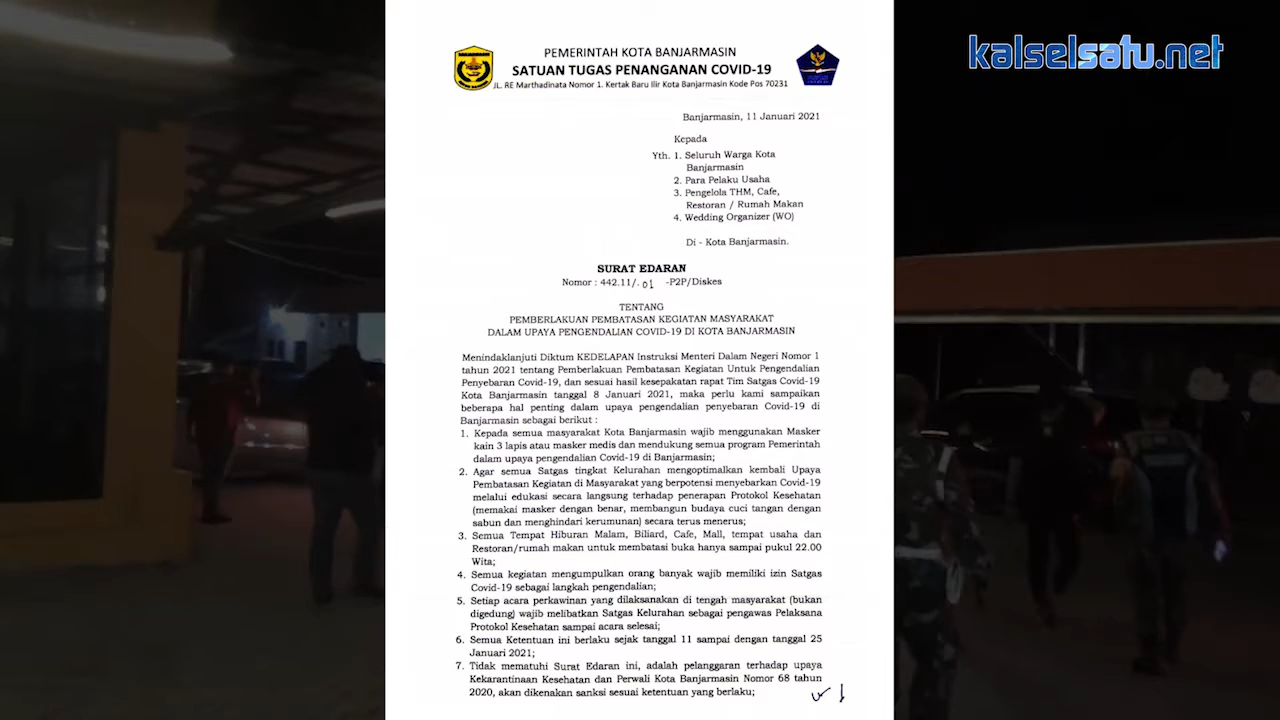 kalselsatu.net
PEMERINTAH KOTA BANJARMASIN
SATUAN TUGAS PENANGANAN COVID-19
JL. RE Marthadinata Nomor 1. Kertak Baru Ilir Kota Banjarmasin Kode Pos 70231
Banjarmasin, 11 Januari 2021
Kepada
Yth. 1. Seluruh Warga Kota
Banjarmasin
2. Para Pelaku Usaha
3. Pengelola THM, Cafe,
Restoran / Rumah Makan
4. Wedding Organizer (WO)
Di - Kota Banjarmasin.
SURAT EDARAN
Nomor : 442.11/. 01 -P2P/Diskes
TENTANG
PEMBERLAKUAN PEMBATASAN KEGIATAN MASYARAKAT
DALAM UPAYA PENGENDALIAN COVID-19 DI KOTA BANJARMASIN
Menindaklanjuti Diktum KEDELAPAN Instruksi Menteri Dalam Negeri Nomor 1
tahun 2021 tentang Pemberlakuan Pembatasan Kegiatan Untuk Pengendalian
Penyebaran Covid-19, dan sesuai hasil kesepakatan rapat Tim Satgas Covid-19
Kota Banjarmasin tanggal 8 Januari 2021, maka perlu kami sampaikan
beberapa hal penting dalam upaya pengendalian penyebaran Covid-19 di
Banjarmasin sebagai berikut :
1. Kepada semua masyarakat Kota Banjarmasin wajib menggunakan Masker
kain 3 lapis atau masker medis dan mendukung semua program Pemerintah
dalam upaya pengendalian Covid-19 di Banjarmasin;
2. Agar semua Satgas tingkat Kelurahan mengoptimalkan kembali Upaya
Pembatasan Kegiatan di Masyarakat yang berpotensi menyebarkan Covid-19
melalui edukasi secara langsung terhadap penerapan Protokol Kesehatan
(memakai masker dengan benar, membangun budaya cuci tangan dengan
sabun dan menghindari kerumunan) secara terus menerus;
3. Semua Tempat Hiburan Malam, Biliard, Cafe, Mall, tempat usaha dan
Restoran/rumah makan untuk membatasi buka hanya sampai pukul 22.00
Wita;
4. Semua kegiatan mengumpulkan orang banyak wajib memiliki izin Satgas
Covid-19 sebagai langkah pengendalian;
5. Setiap acara perkawinan yang dilaksanakan di tengah masyarakat (bukan
digedung) wajib melibatkan Satgas Kelurahan sebagai pengawas Pelaksana
Protokol Kesehatan sampai acara selesai;
6. Semua Ketentuan ini berlaku sejak tanggal 11 sampai dengan tanggal 25
Januari 2021;
7. Tidak mematuhi Surat Edaran ini, adalah pelanggaran terhadap upaya
Kekarantinaan Kesehatan dan Perwali Kota Banjarmasin Nomor 68 tahun
2020, akan dikenakan sanksi sesuai ketentuan yang berlaku;